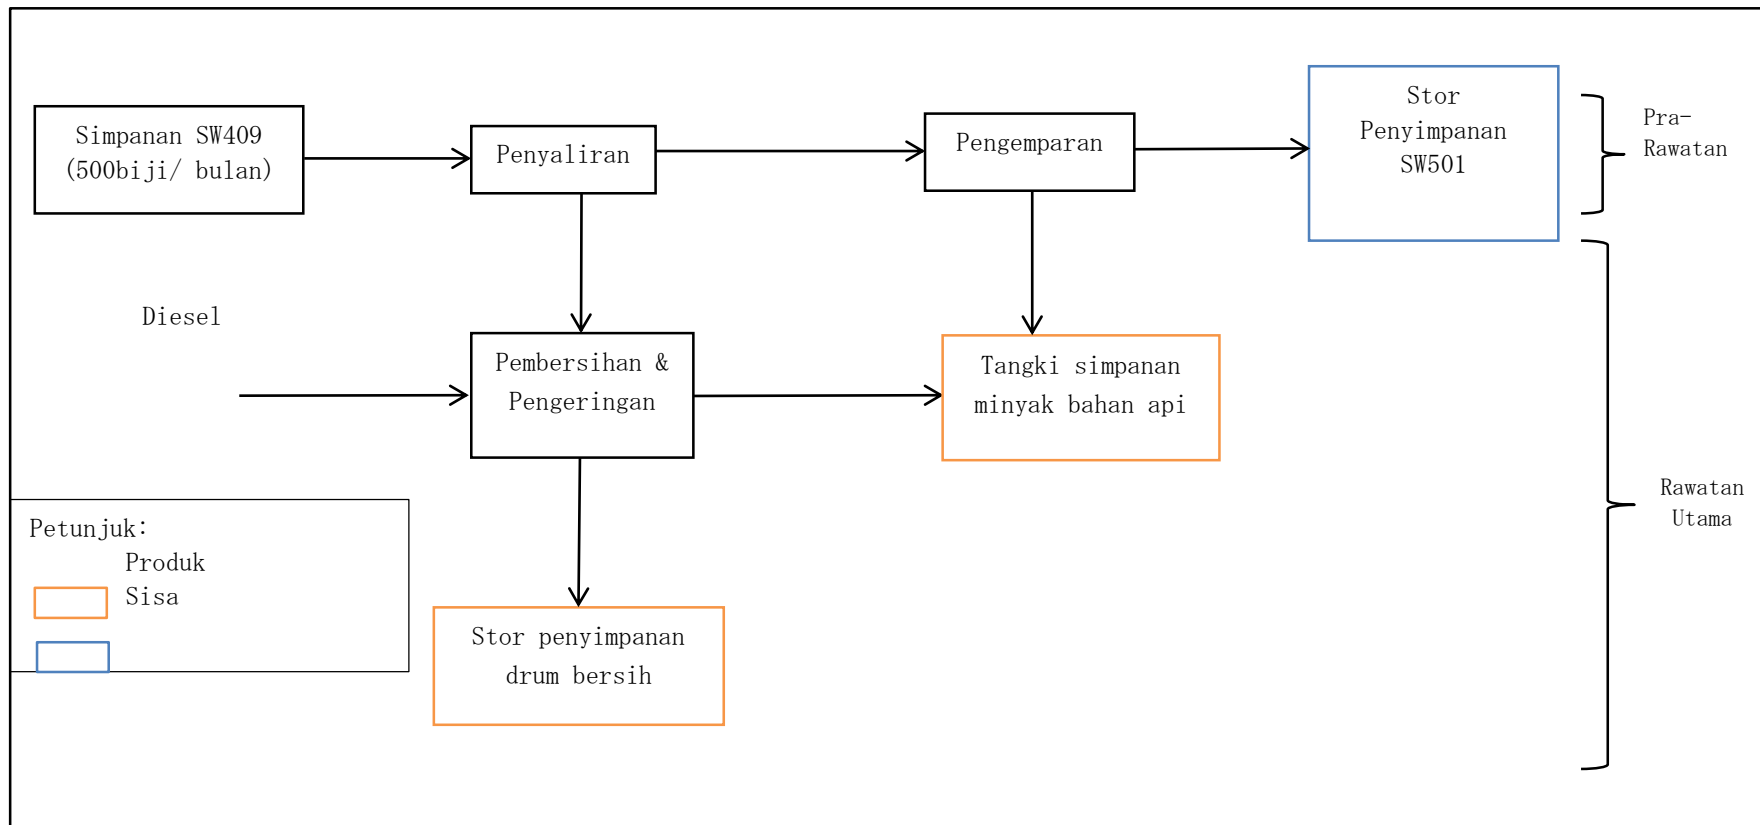 Simpanan SW409
(500biji/ bulan)
Penyaliran
Pengemparan
Stor
Penyimpanan
SW501
Pra-
Rawatan
Diesel
Pembersihan &
Pengeringan
Tangki simpanan
minyak bahan api
Rawatan
Utama
Petunjuk:
Produk
Sisa
Stor penyimpanan
drum bersih